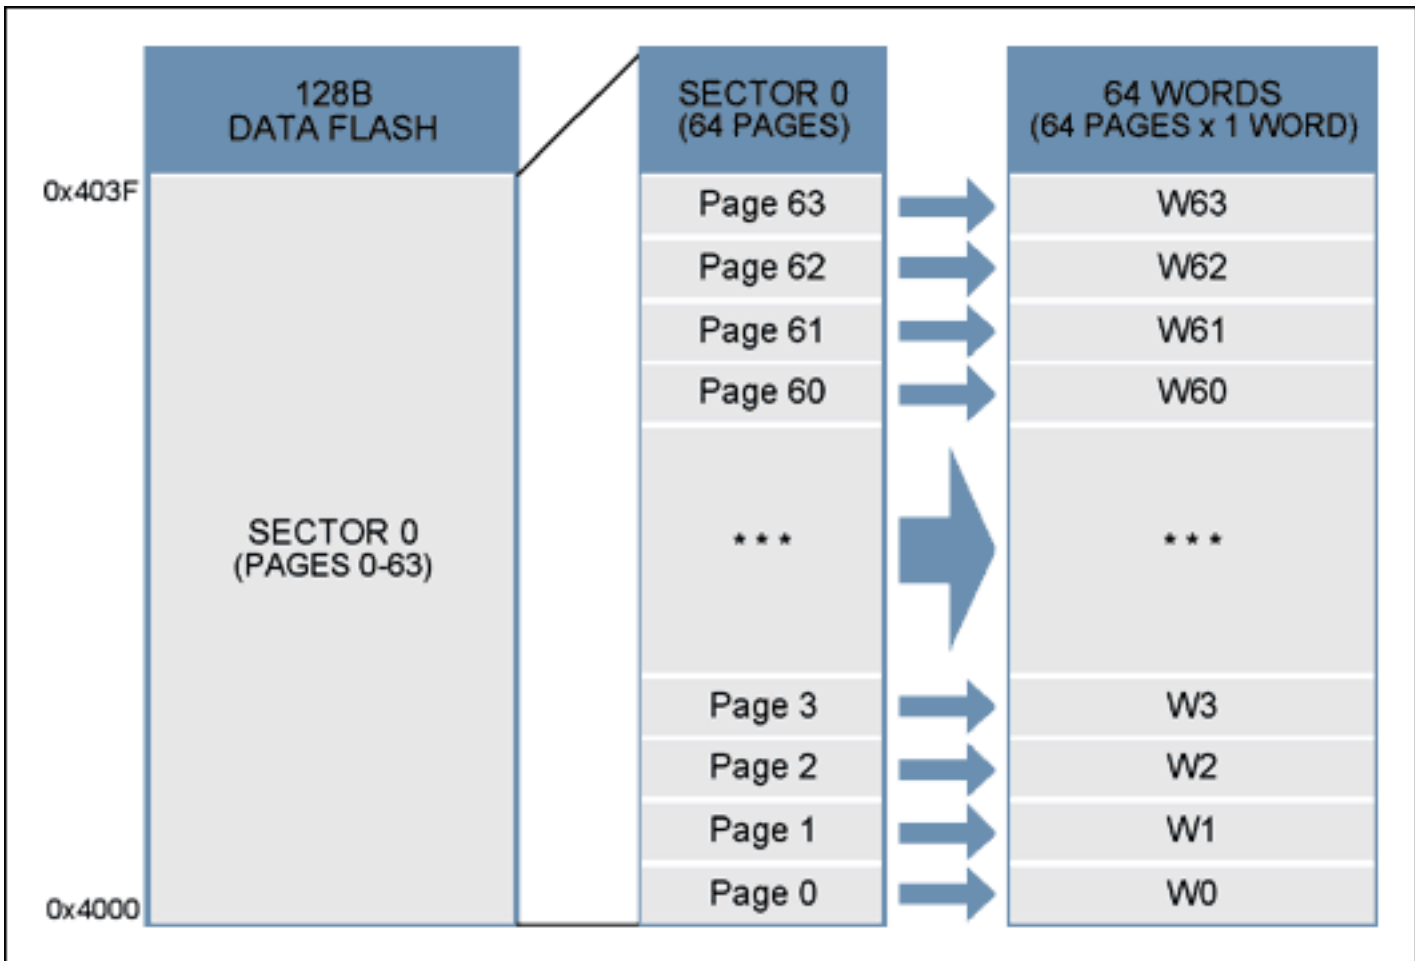 128B
DATA FLASH
0x403F
SECTOR 0
(PAGES 0-63)
0x4000
SECTOR 0
(64 PAGES)
Page 63
Page 62
Page 61
Page 60
* * *
Page 3
Page 2
Page 1
Page 0
64 WORDS
(64 PAGES x 1 WORD)
W63
W62
W61
W60
* * *
W3
W2
W1
W0